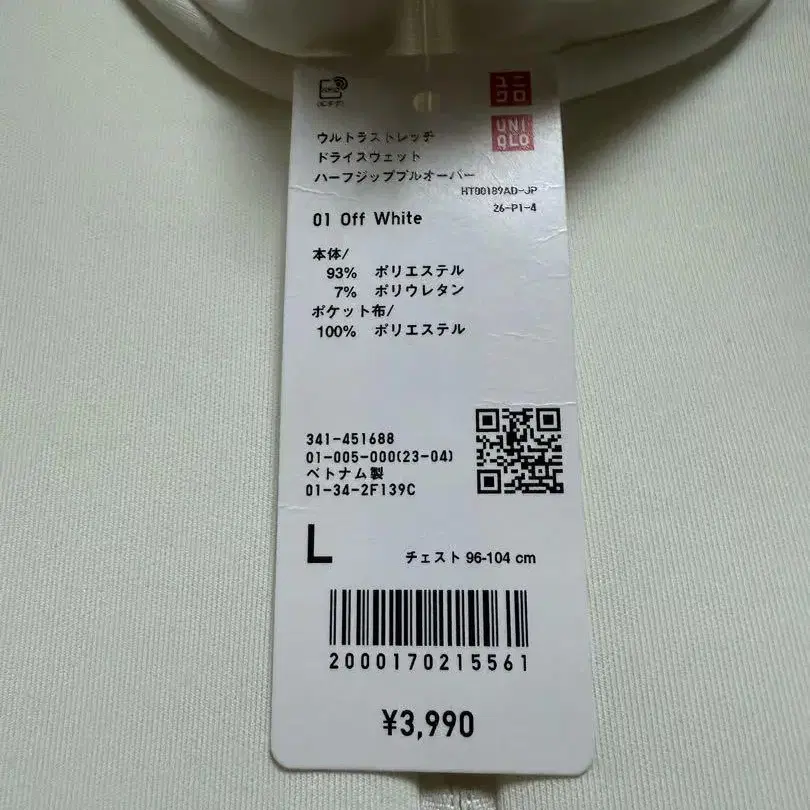 ユニ
クロ
UNI
QLO
ウルトラストレッチ
ドライスウェット
ハーフジッププルオーバー
HT00189AD-JP
26-P1-4
01 Off White
本体/
93% ポリエステル
7% ポリウレタン
ポケット布/
100% ポリエステル
341-451688
01-005-000(23-04)
ベトナム製
01-34-2F139C
L チェスト 96-104 cm
2000170215561
¥3,990